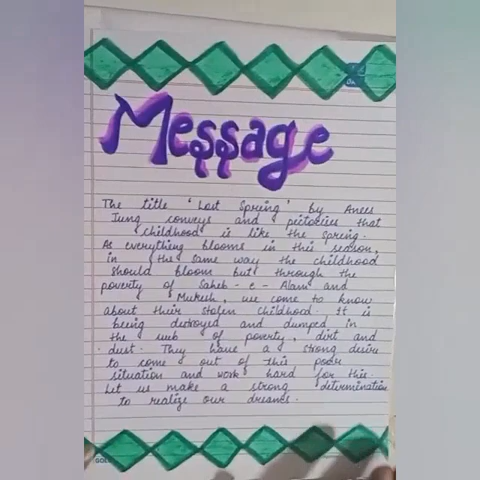 Message
The title 'Lost Spring' by Anees
Jung conveys and pictories that
childhood is like the spring.
As everything blooms in this season,
in the same way the childhood
should bloom but through the
poverty of Saheb - e - Alam and
Mukesh, we come to know
about their stolen childhood. It is
being destroyed and dumped in
the web of poverty, dirt and
dust. They have a strong desire
to come out of this poor
situation and work hard for this.
Let us make a strong determination
to realize our dreams.